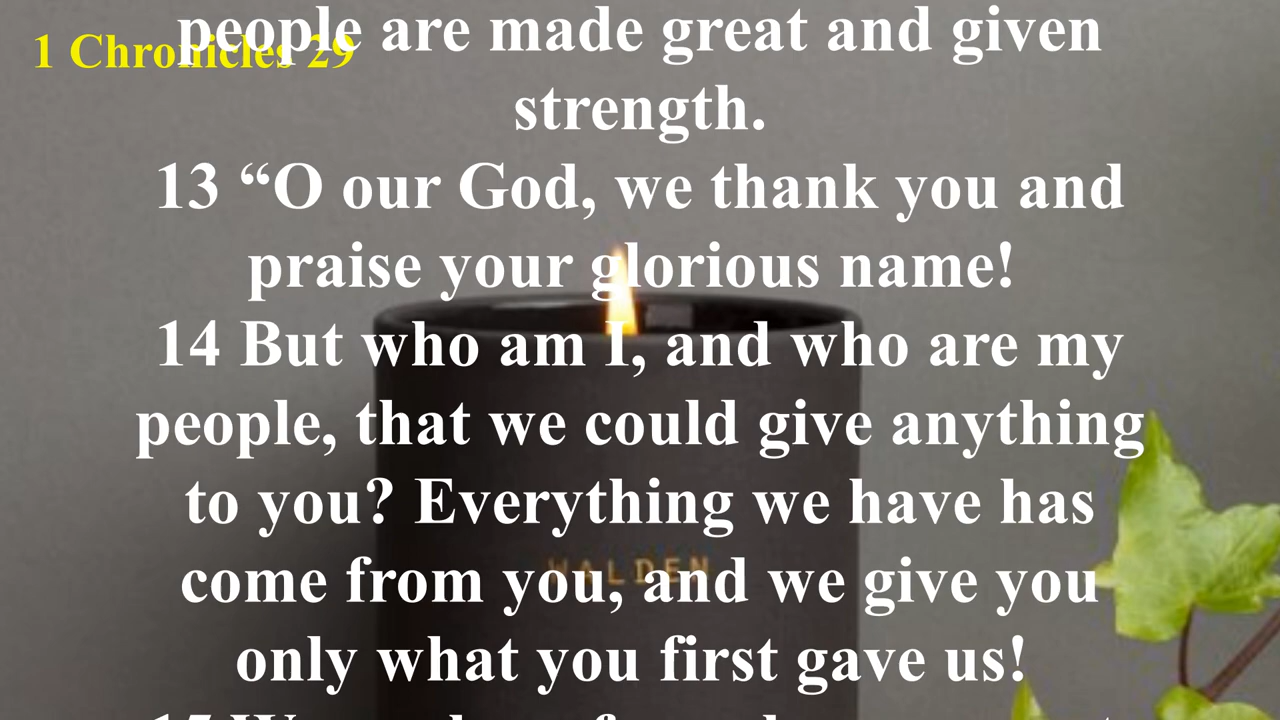 people are made great and given
1 Chronicles 29
strength.
13 “O our God, we thank you and
praise your glorious name!
14 But who am I, and who are my
people, that we could give anything
to you? Everything we have has
WALDEN
come from you, and we give you
only what you first gave us!